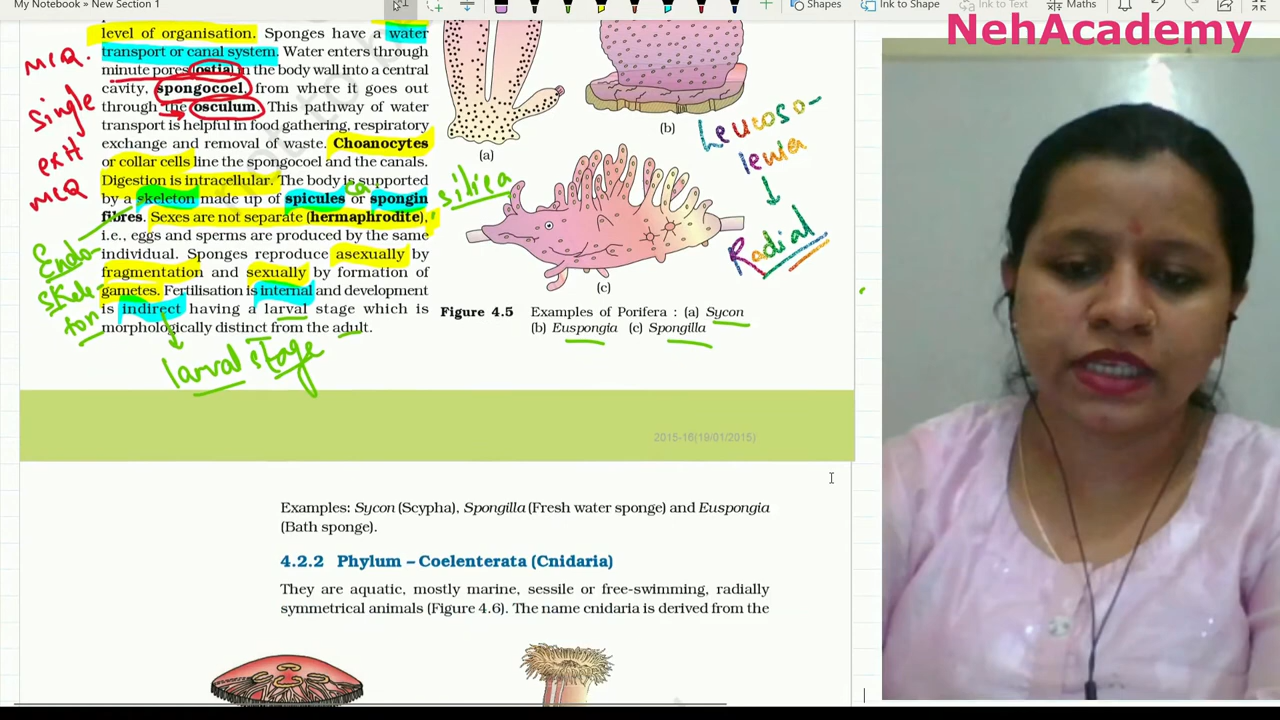 My Notebook » New Section 1
Shapes
Ink to Shape
Ink to Text
Maths
NehAcademy
level of organisation. Sponges have a water
transport or canal system. Water enters through
minute pores (ostia) in the body wall into a central
cavity, spongocoel, from where it goes out
through the osculum. This pathway of water
transport is helpful in food gathering, respiratory
exchange and removal of waste. Choanocytes
or collar cells line the spongocoel and the canals.
Digestion is intracellular. The body is supported
by a skeleton made up of spicules or spongin
fibres. Sexes are not separate (hermaphrodite),
i.e., eggs and sperms are produced by the same
individual. Sponges reproduce asexually by
fragmentation and sexually by formation of
gametes. Fertilisation is internal and development
is indirect having a larval stage which is
morphologically distinct from the adult.
MCQ.
Single
exH
MCQ
Endo-
skele
ton
larval stage
ca
silica
(a)
(b)
(c)
Leucoso-
lenia
Radial
Figure 4.5 Examples of Porifera : (a) Sycon
(b) Euspongia (c) Spongilla
2015-16(19/01/2015)
Examples: Sycon (Scypha), Spongilla (Fresh water sponge) and Euspongia
(Bath sponge).
4.2.2 Phylum – Coelenterata (Cnidaria)
They are aquatic, mostly marine, sessile or free-swimming, radially
symmetrical animals (Figure 4.6). The name cnidaria is derived from the